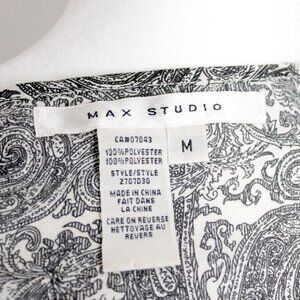 MAX STUDIO
M
CA#07043
100%POLYESTER
100%POLYESTER
STYLE/STYLE
Z707D30
MADE IN CHINA
FAIT DANS
LA CHINE
CARE ON REVERSE
NETTOYAGE AU
REVERS